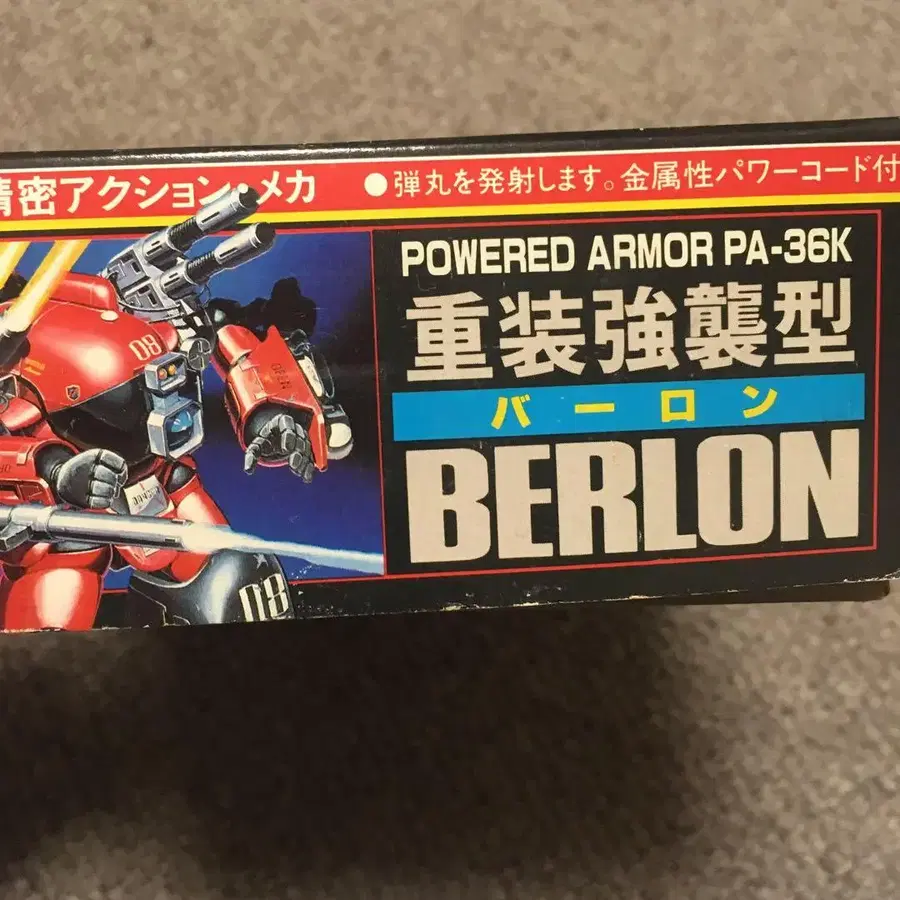 精密アクション・メカ ●弾丸を発射します。金属性パワーコード付
POWERED ARMOR PA-36K
重装強襲型
バーロン
BERLON
08
08